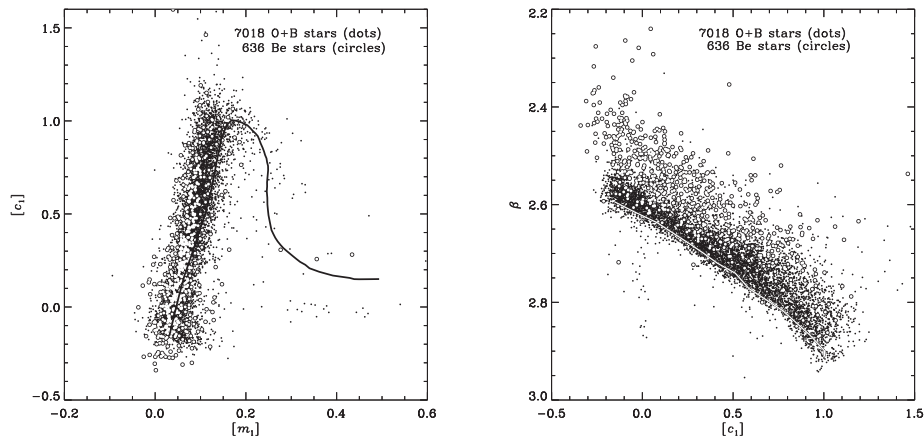 1.5
1.0
0.5
0.0
-0.5
[c₁]
7018 O+B stars (dots)
636 Be stars (circles)
-0.2
0.0
0.2
0.4
0.6
[m₁]
2.2
2.4
2.6
2.8
3.0
β
7018 O+B stars (dots)
636 Be stars (circles)
-0.5
0.0
0.5
1.0
1.5
[c₁]